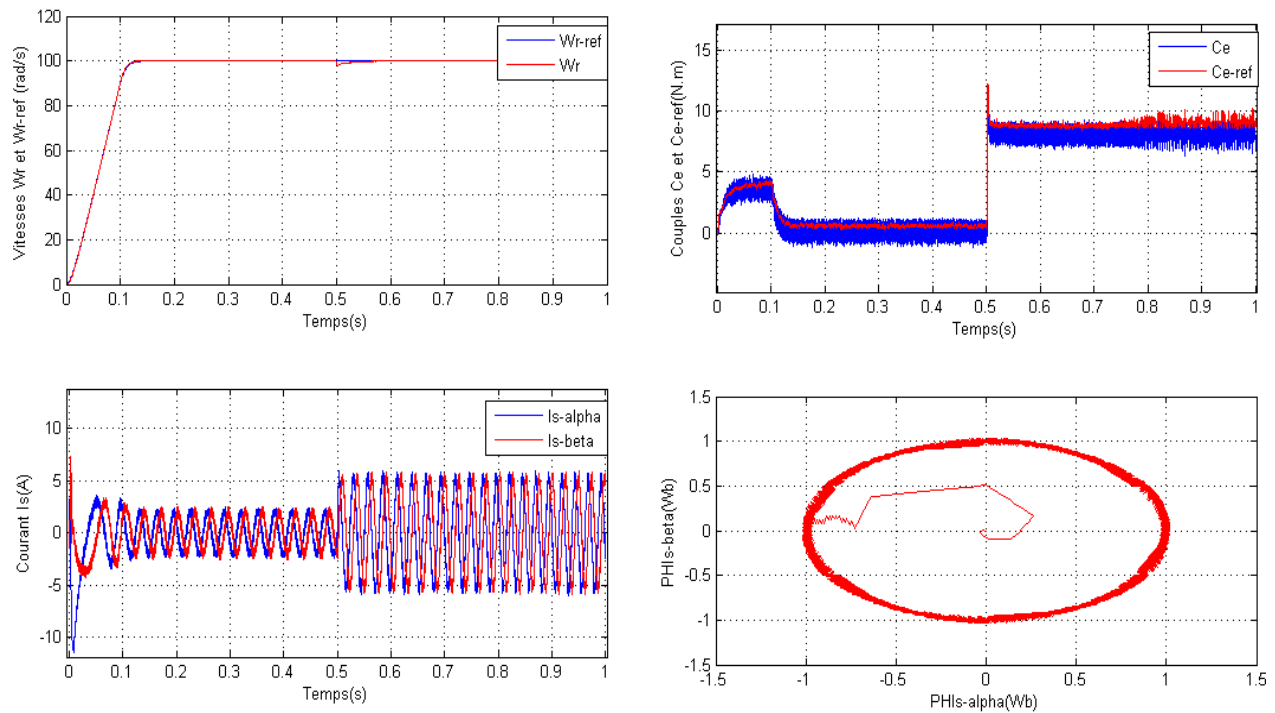 Vitesses Wr et Wr-ref (rad/s)
120
100
80
60
40
20
0
Wr-ref
Wr
0 0.1 0.2 0.3 0.4 0.5 0.6 0.7 0.8 0.9 1
Temps(s)
Couples Ce et Ce-ref(N.m)
15
10
5
0
Ce
Ce-ref
0 0.1 0.2 0.3 0.4 0.5 0.6 0.7 0.8 0.9 1
Temps(s)
Courant Is(A)
10
5
0
-5
-10
Is-alpha
Is-beta
0 0.1 0.2 0.3 0.4 0.5 0.6 0.7 0.8 0.9 1
Temps(s)
PHIs-beta(Wb)
1.5
1
0.5
0
-0.5
-1
-1.5
-1.5 -1 -0.5 0 0.5 1 1.5
PHIs-alpha(Wb)